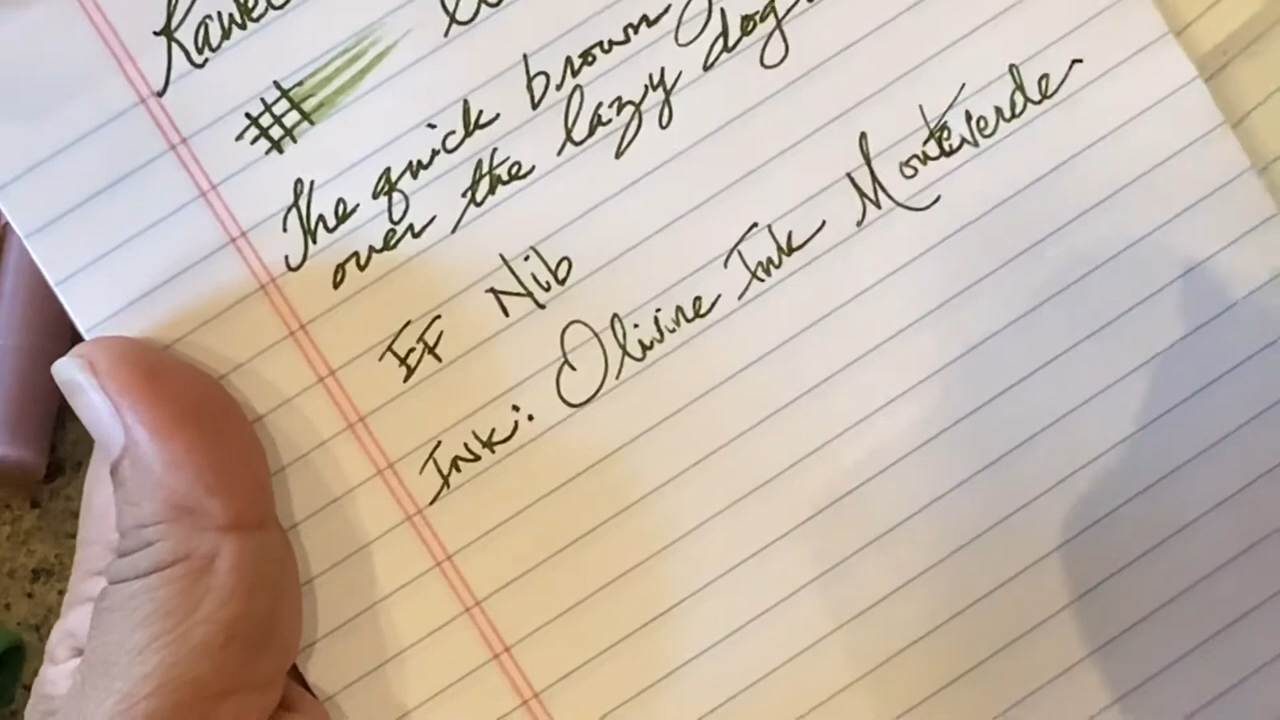 The quick brown
over the lazy dog.
EF Nib
Ink: Olivine Ink Monteverde